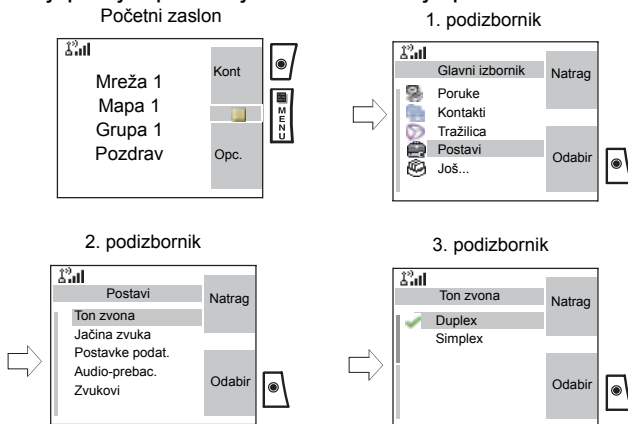 Početni zaslon
Mreža 1
Mapa 1
Grupa 1
Pozdrav
Kont
Opc.
MENU
1. podizbornik
Glavni izbornik
Poruke
Kontakti
Tražilica
Postavi
Još...
Natrag
Odabir
2. podizbornik
Postavi
Ton zvona
Jačina zvuka
Postavke podat.
Audio-prebac.
Zvukovi
Natrag
Odabir
3. podizbornik
Ton zvona
Duplex
Simplex
Natrag
Odabir